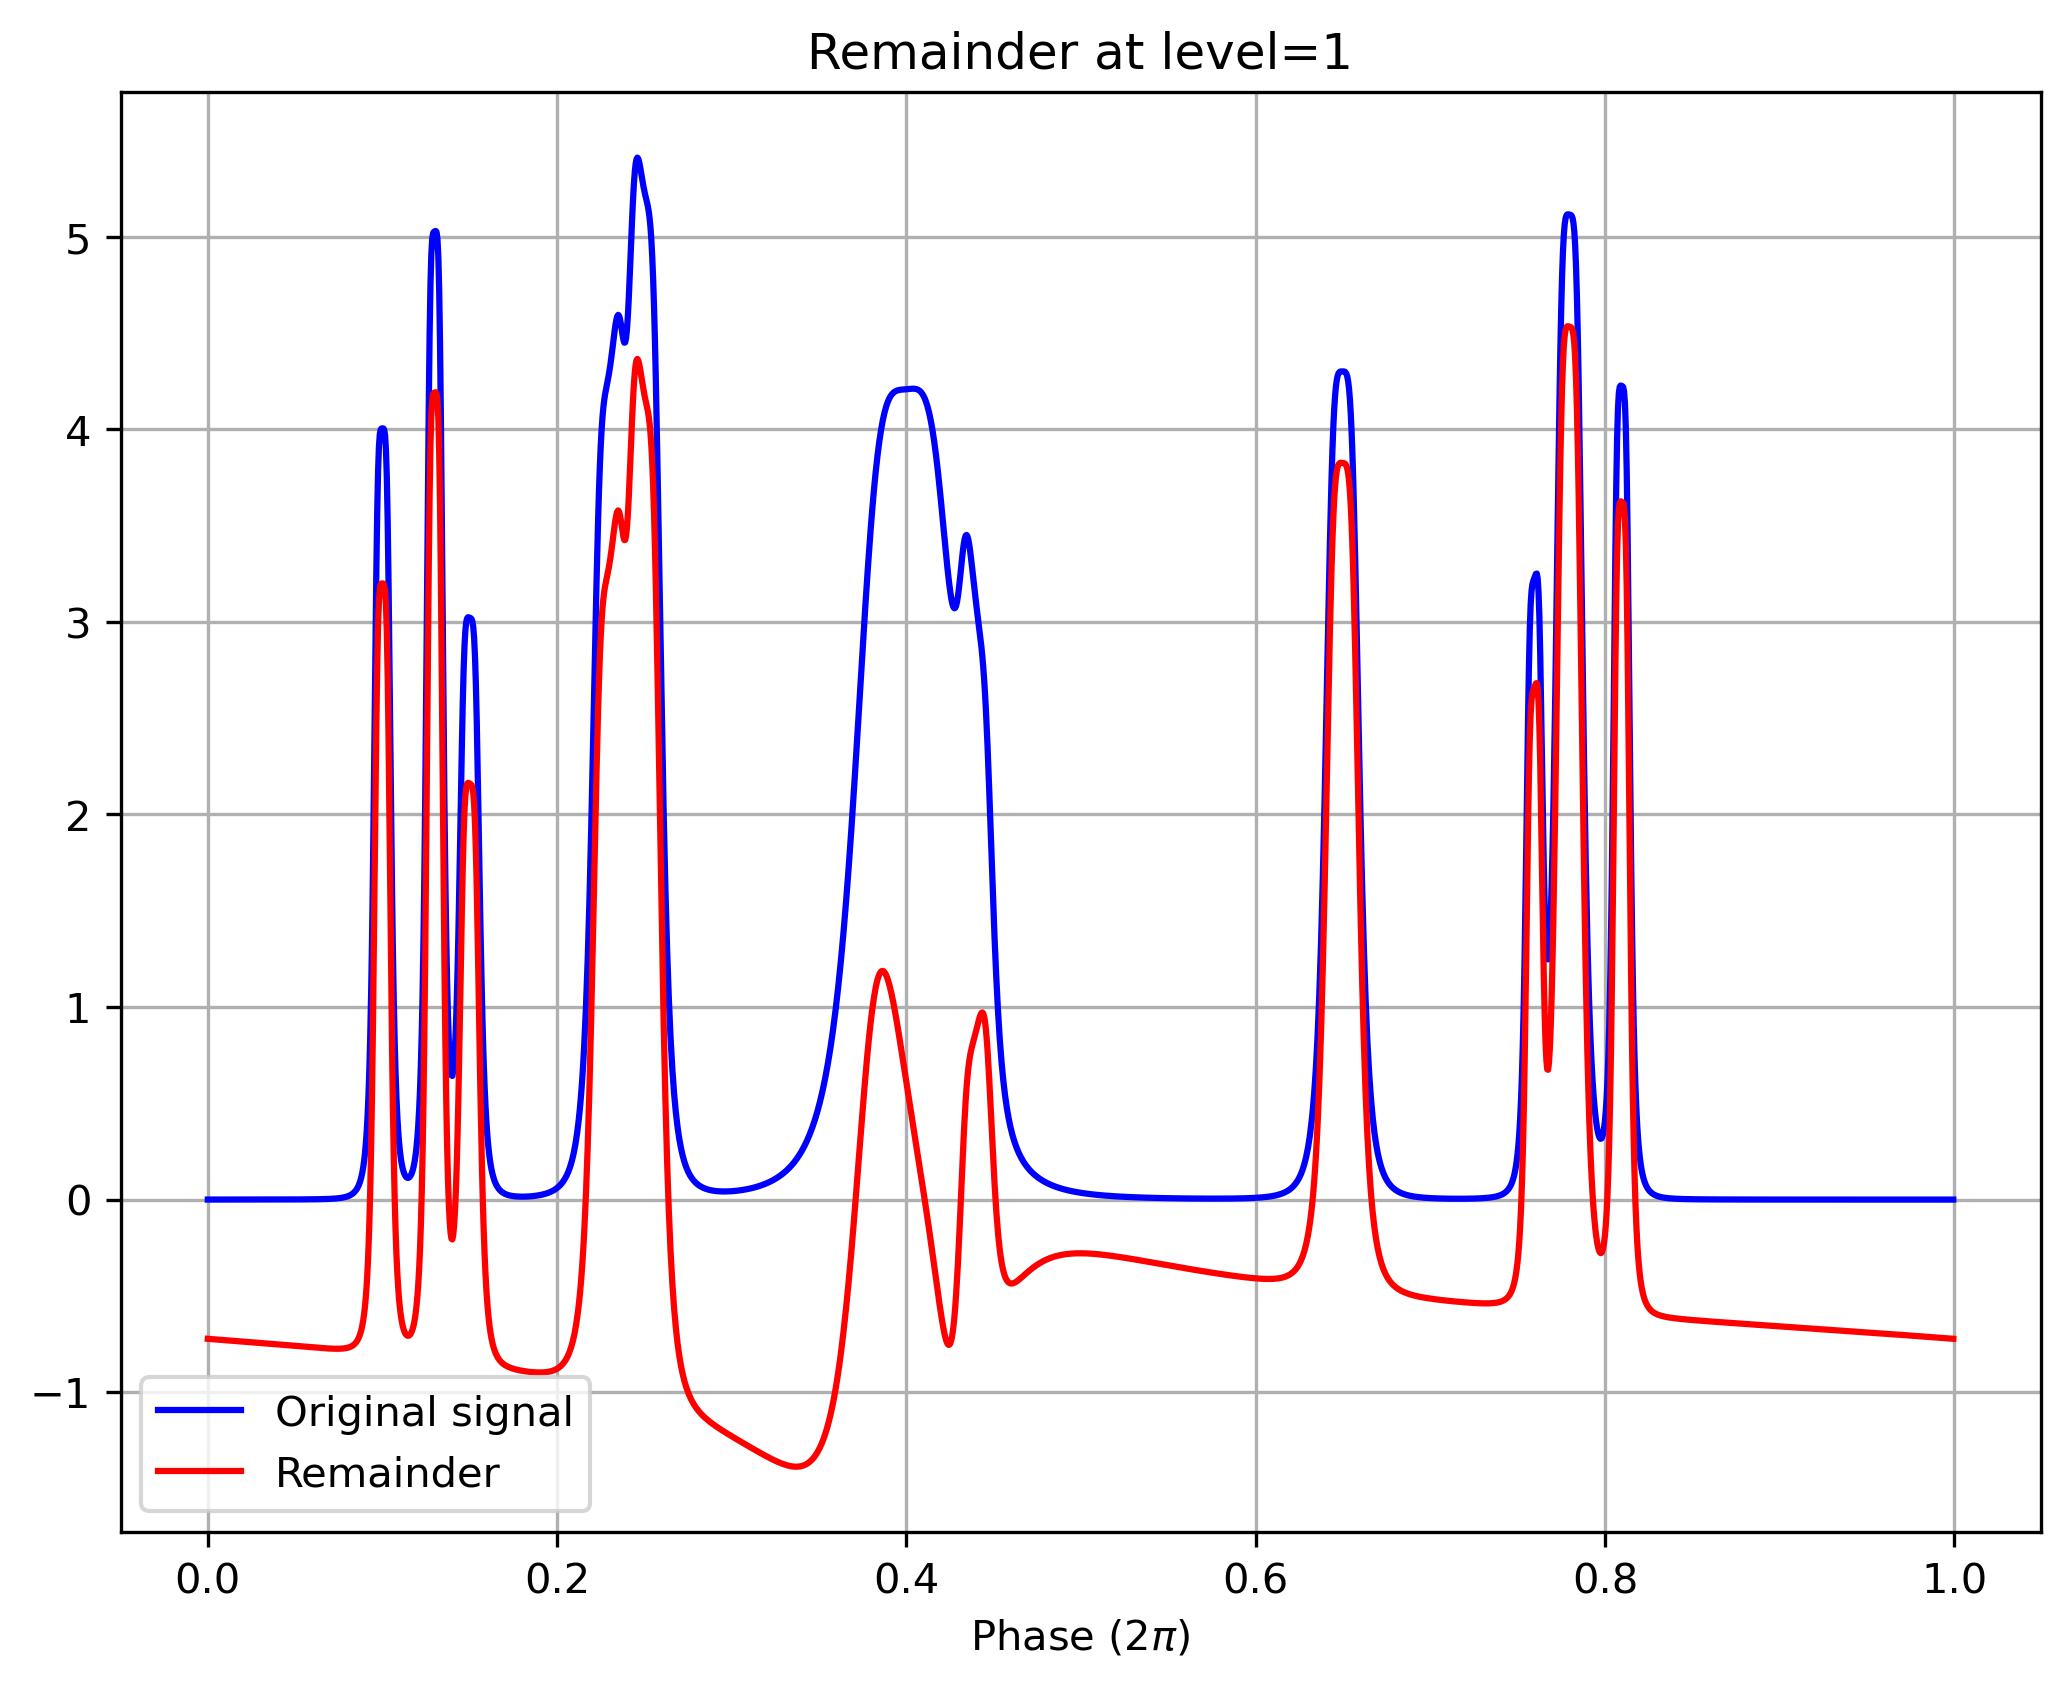 Remainder at level=1
5
4
3
2
1
0
−1
Original signal
Remainder
0.0 0.2 0.4 0.6 0.8 1.0
Phase (2π)